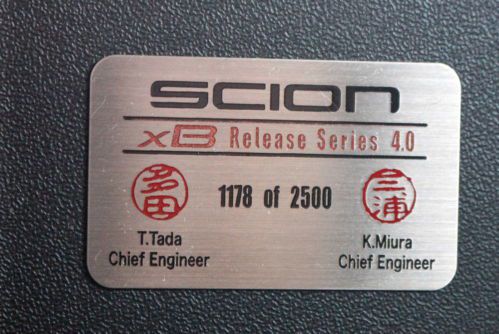 SCION
xB Release Series 4.0
多田
三浦
1178 of 2500
T.Tada
Chief Engineer
K.Miura
Chief Engineer